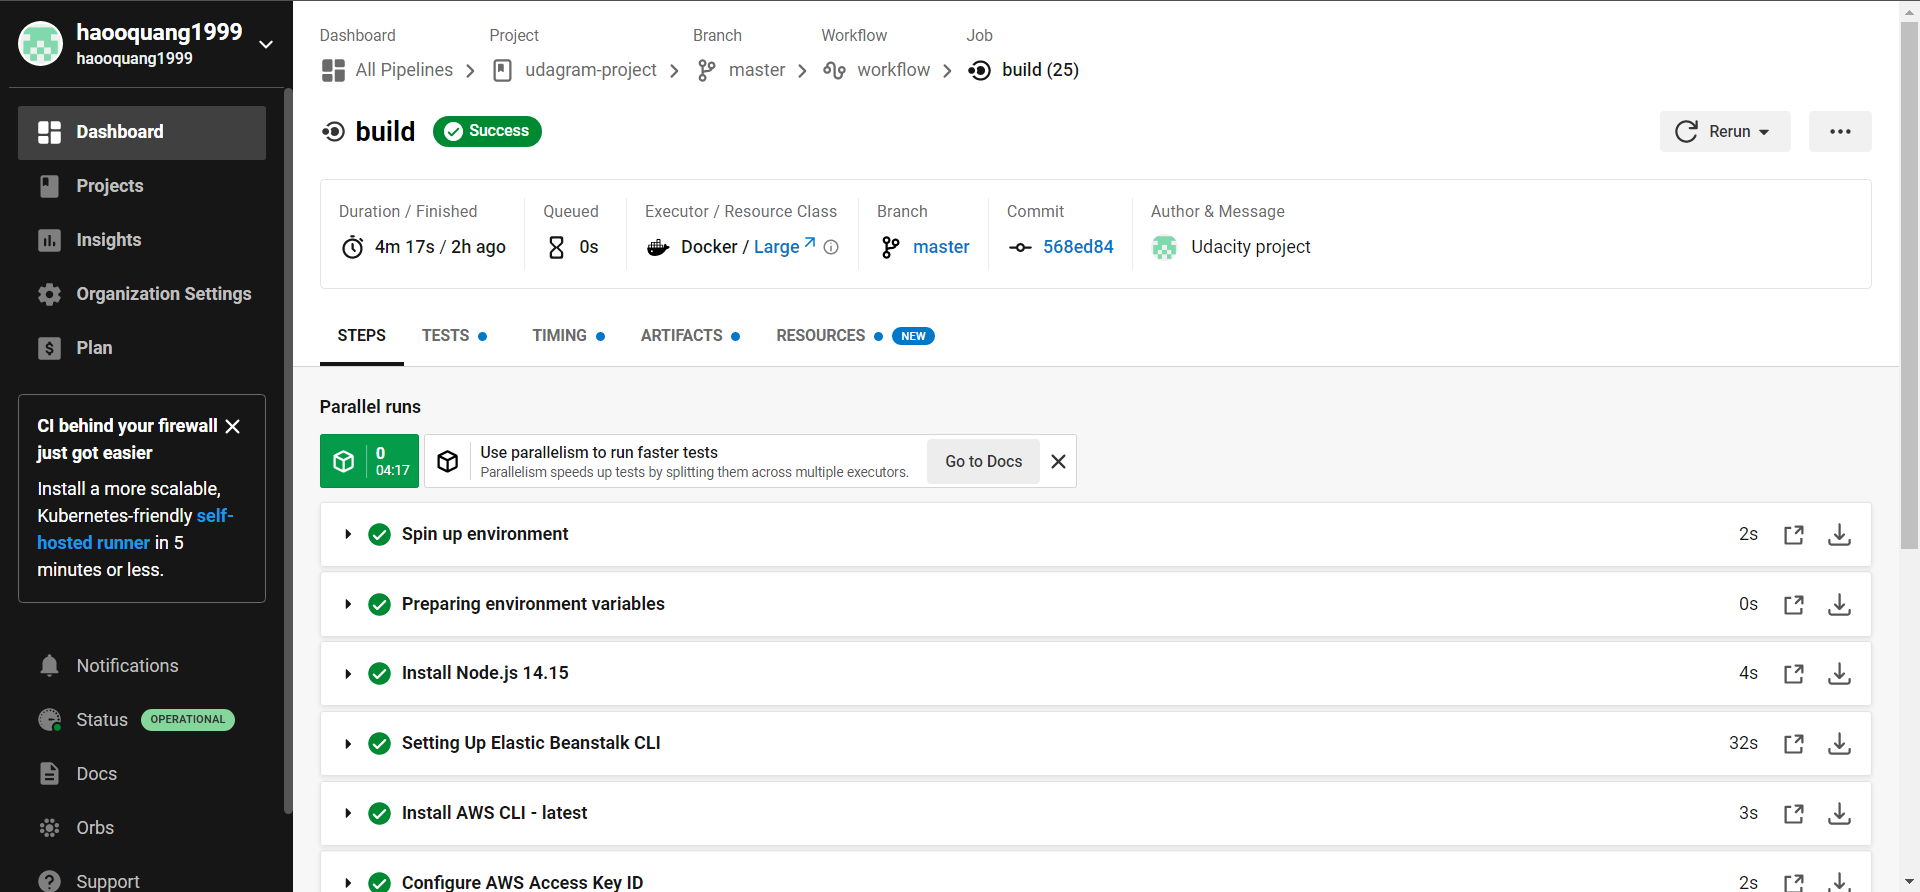 haooquang1999
haooquang1999
Dashboard
Projects
Insights
Organization Settings
Plan
CI behind your firewall
just got easier
Install a more scalable,
Kubernetes-friendly self-
hosted runner in 5
minutes or less.
Notifications
Status OPERATIONAL
Docs
Orbs
Support
Dashboard Project Branch Workflow Job
All Pipelines udagram-project master workflow build (25)
build Success
Rerun
Duration / Finished Queued Executor / Resource Class Branch Commit Author & Message
4m 17s / 2h ago 0s Docker / Large master 568ed84 Udacity project
STEPS TESTS TIMING ARTIFACTS RESOURCES NEW
Parallel runs
0
04:17
Use parallelism to run faster tests
Parallelism speeds up tests by splitting them across multiple executors.
Go to Docs
Spin up environment 2s
Preparing environment variables 0s
Install Node.js 14.15 4s
Setting Up Elastic Beanstalk CLI 32s
Install AWS CLI - latest 3s
Configure AWS Access Key ID 2s